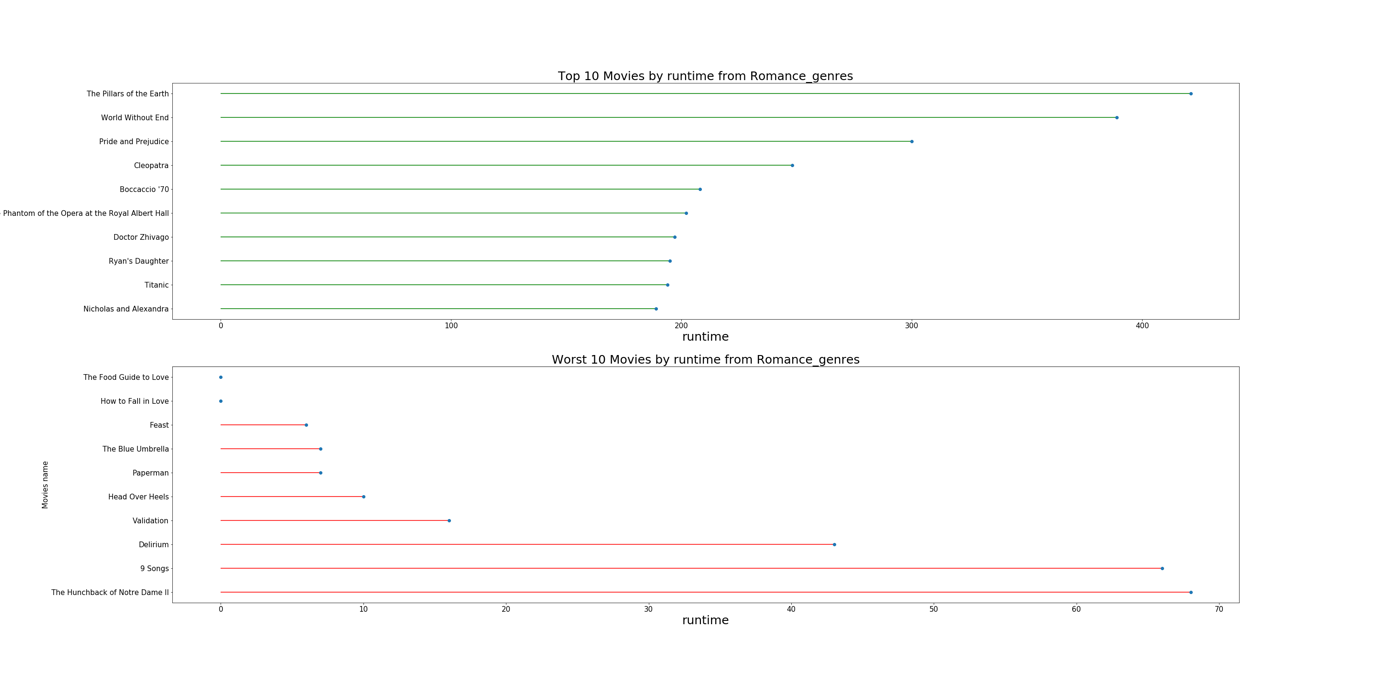 Top 10 Movies by runtime from Romance_genres
The Pillars of the Earth
World Without End
Pride and Prejudice
Cleopatra
Boccaccio '70
Phantom of the Opera at the Royal Albert Hall
Doctor Zhivago
Ryan's Daughter
Titanic
Nicholas and Alexandra
0 100 200 300 400
runtime
Worst 10 Movies by runtime from Romance_genres
Movies name
The Food Guide to Love
How to Fall in Love
Feast
The Blue Umbrella
Paperman
Head Over Heels
Validation
Delirium
9 Songs
The Hunchback of Notre Dame II
0 10 20 30 40 50 60 70
runtime